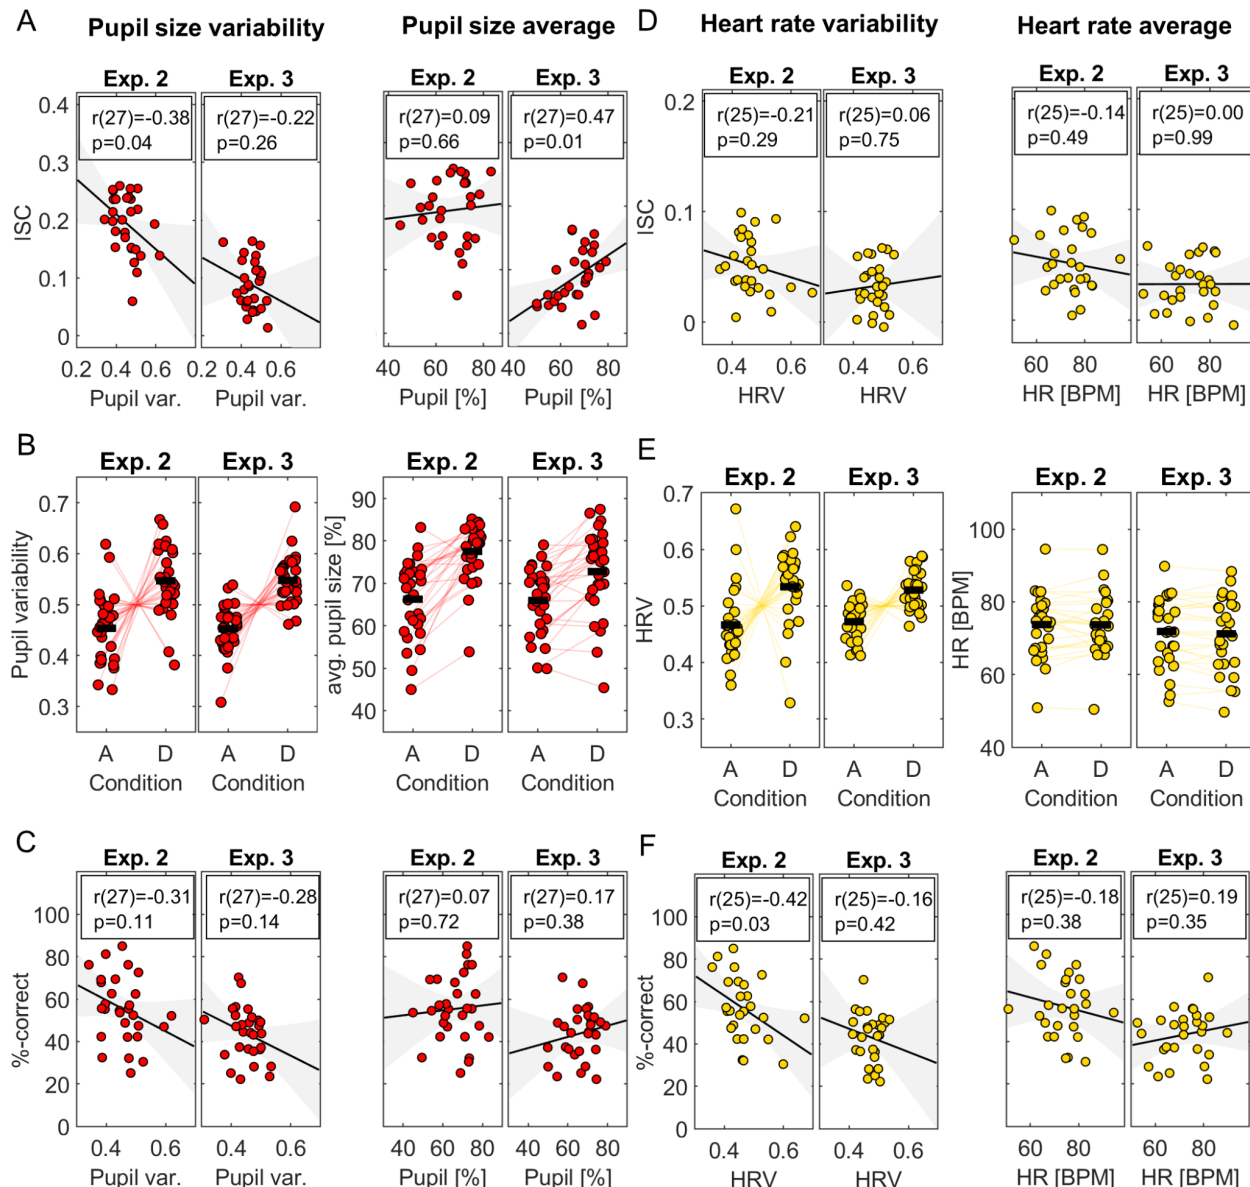 A Pupil size variability Pupil size average D Heart rate variability Heart rate average
Exp. 2 Exp. 3 Exp. 2 Exp. 3 Exp. 2 Exp. 3 Exp. 2 Exp. 3
r(27)=-0.38 r(27)=-0.22 r(27)=0.09 r(27)=0.47 r(25)=-0.21 r(25)=0.06 r(25)=-0.14 r(25)=0.00
p=0.04 p=0.26 p=0.66 p=0.01 p=0.29 p=0.75 p=0.49 p=0.99
0.4 0.2
0.3
0.2 0.1
0.1
0 0
ISC ISC
0.2 0.4 0.6 0.2 0.4 0.6 40 60 80 40 60 80 0.4 0.6 0.4 0.6 60 80 60 80
Pupil var. Pupil var. Pupil [%] Pupil [%] HRV HRV HR [BPM] HR [BPM]
B E
Exp. 2 Exp. 3 Exp. 2 Exp. 3 Exp. 2 Exp. 3 Exp. 2 Exp. 3
0.7 90 0.7 100
0.6 80 0.6
0.5 70 0.5 80
0.4 60 0.4 60
0.3 50 0.3
40 40
Pupil variability avg. pupil size [%] HRV HR [BPM]
A D A D A D A D A D A D A D A D
Condition Condition Condition Condition Condition Condition Condition Condition
C F
Exp. 2 Exp. 3 Exp. 2 Exp. 3 Exp. 2 Exp. 3 Exp. 2 Exp. 3
r(27)=-0.31 r(27)=-0.28 r(27)=0.07 r(27)=0.17 r(25)=-0.42 r(25)=-0.16 r(25)=-0.18 r(25)=0.19
p=0.11 p=0.14 p=0.72 p=0.38 p=0.03 p=0.42 p=0.38 p=0.35
100 100
80 80
60 60
40 40
20 20
0 0
%-correct %-correct
0.4 0.6 0.4 0.6 40 60 80 40 60 80 0.4 0.6 0.4 0.6 60 80 60 80
Pupil var. Pupil var. Pupil [%] Pupil [%] HRV HRV HR [BPM] HR [BPM]